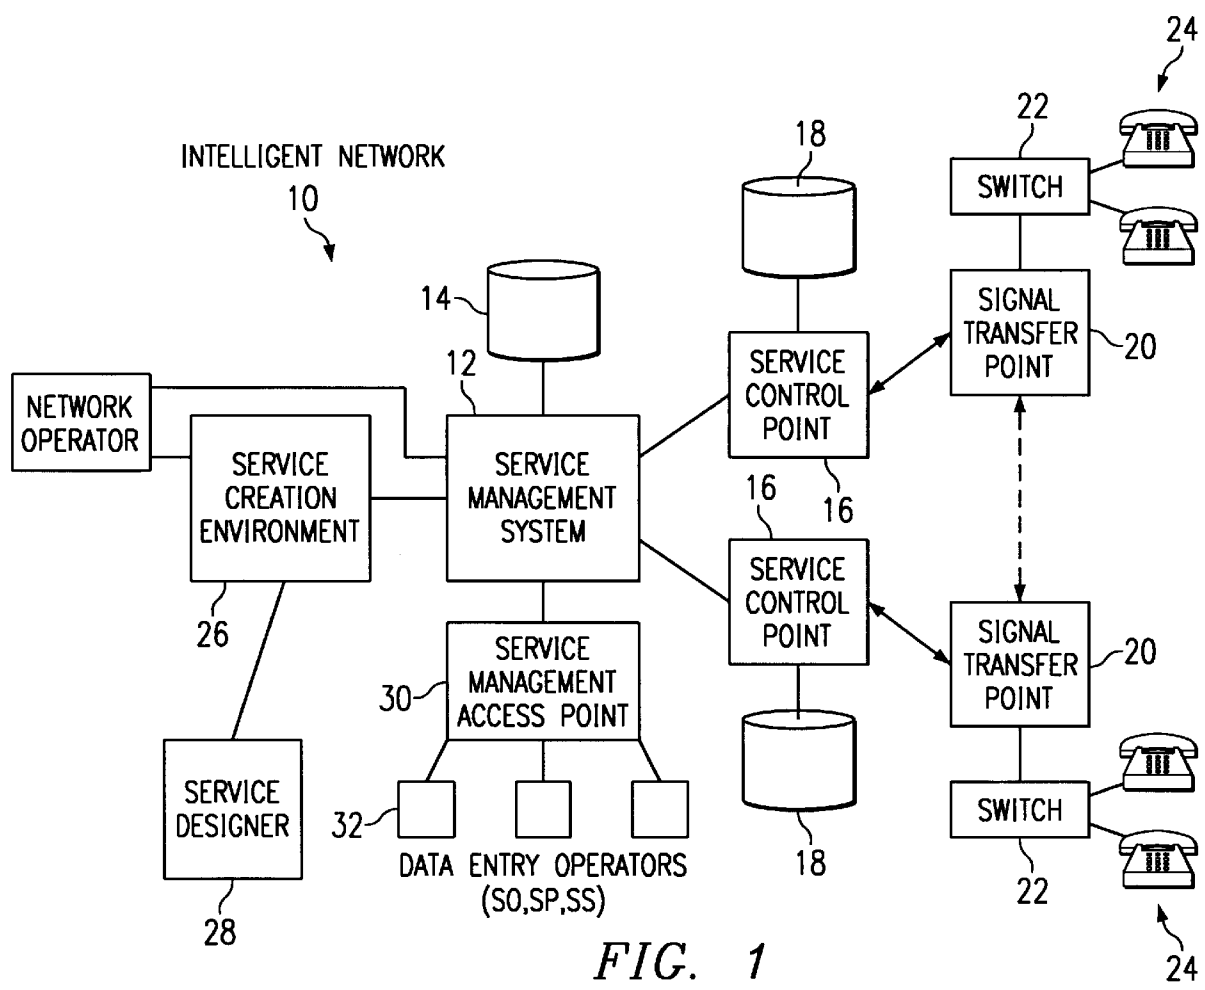 24
22
18
INTELLIGENT NETWORK
10
SWITCH
14
SIGNAL
TRANSFER
POINT
20
12
SERVICE
CONTROL
POINT
NETWORK
OPERATOR
SERVICE
CREATION
ENVIRONMENT
SERVICE
MANAGEMENT
SYSTEM
16
16
SERVICE
CONTROL
POINT
26
SIGNAL
TRANSFER
POINT
20
SERVICE
MANAGEMENT
ACCESS POINT
30
SERVICE
DESIGNER
32
SWITCH
18
DATA ENTRY OPERATORS
(SO,SP,SS)
22
28
24
FIG. 1